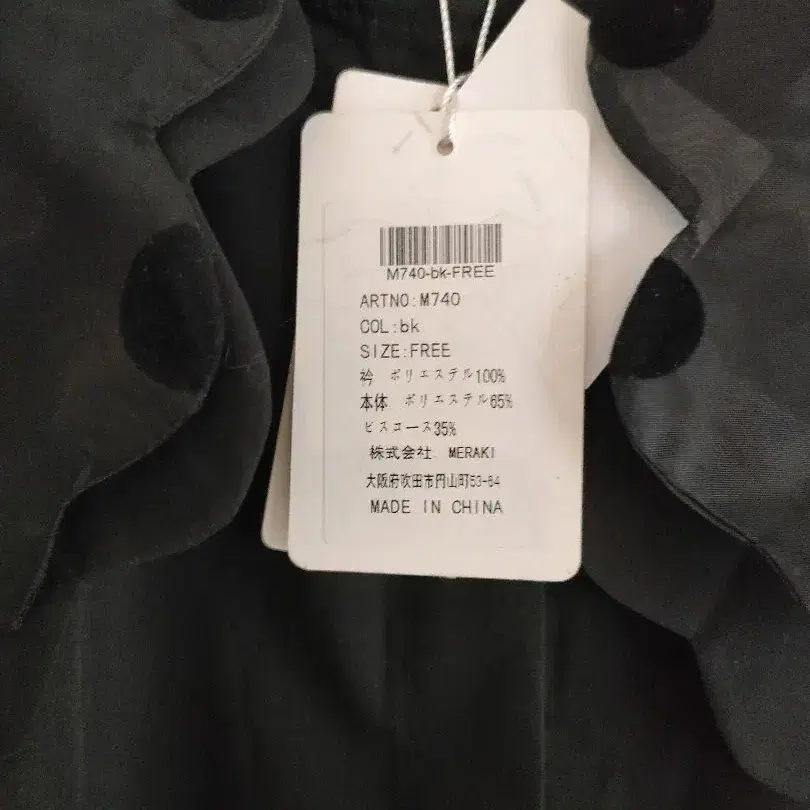 M740-bk-FREE
ARTNO:M740
COL:bk
SIZE:FREE
衿 ポリエステル100%
本体 ポリエステル65%
ビスコース35%
株式会社 MERAKI
大阪府吹田市円山町53-64
MADE IN CHINA